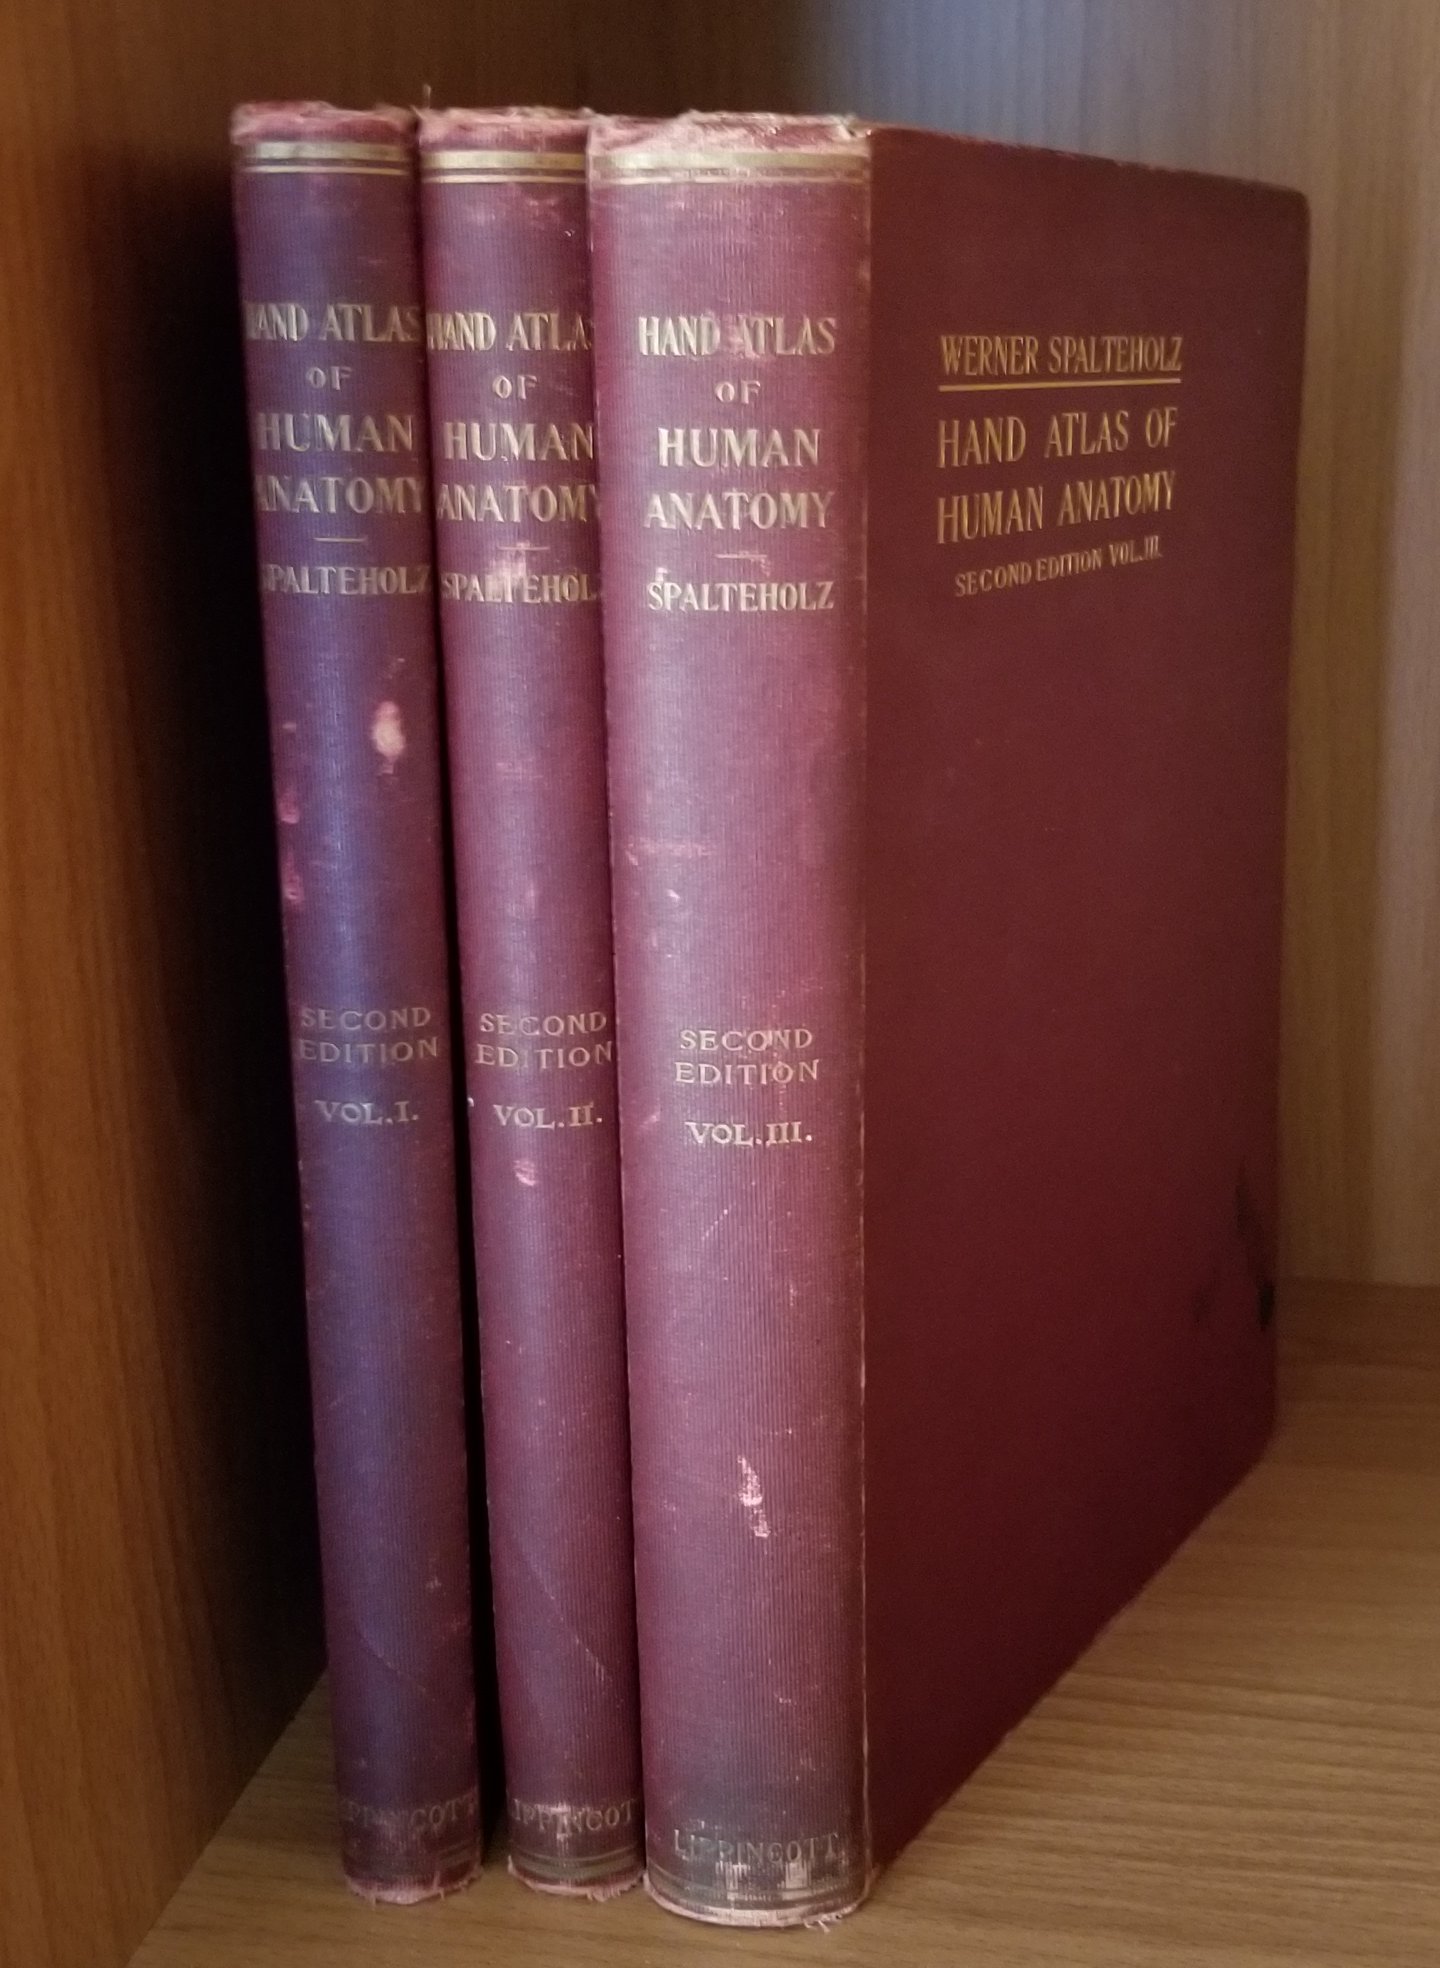 HAND ATLAS
OF
HUMAN
ANATOMY
SPALTEHOLZ
SECOND
EDITION
VOL.I.
LIPPINCOTT
HAND ATLAS
OF
HUMAN
ANATOMY
SPALTEHOLZ
SECOND
EDITION
VOL.II.
LIPPINCOTT
HAND ATLAS
OF
HUMAN
ANATOMY
SPALTEHOLZ
SECOND
EDITION
VOL.III.
LIPPINCOTT
WERNER SPALTEHOLZ
HAND ATLAS OF
HUMAN ANATOMY
SECOND EDITION VOL.III.